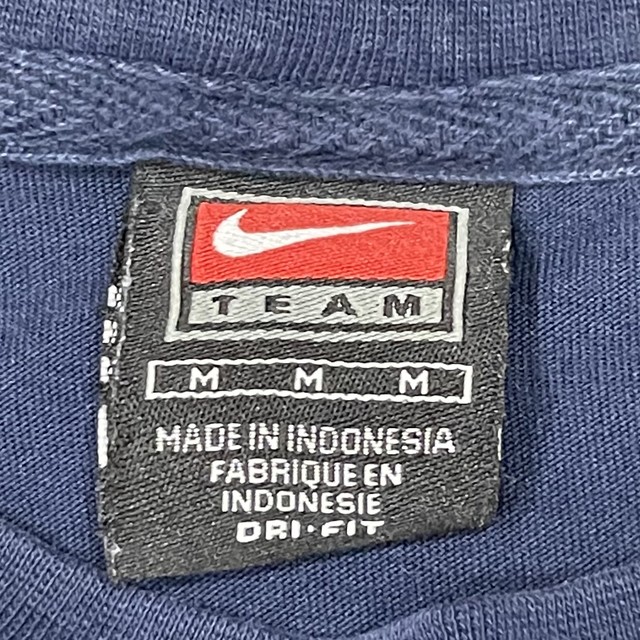 TEAM
M M M
MADE IN INDONESIA
FABRIQUE EN
INDONESIE
DRI·FIT